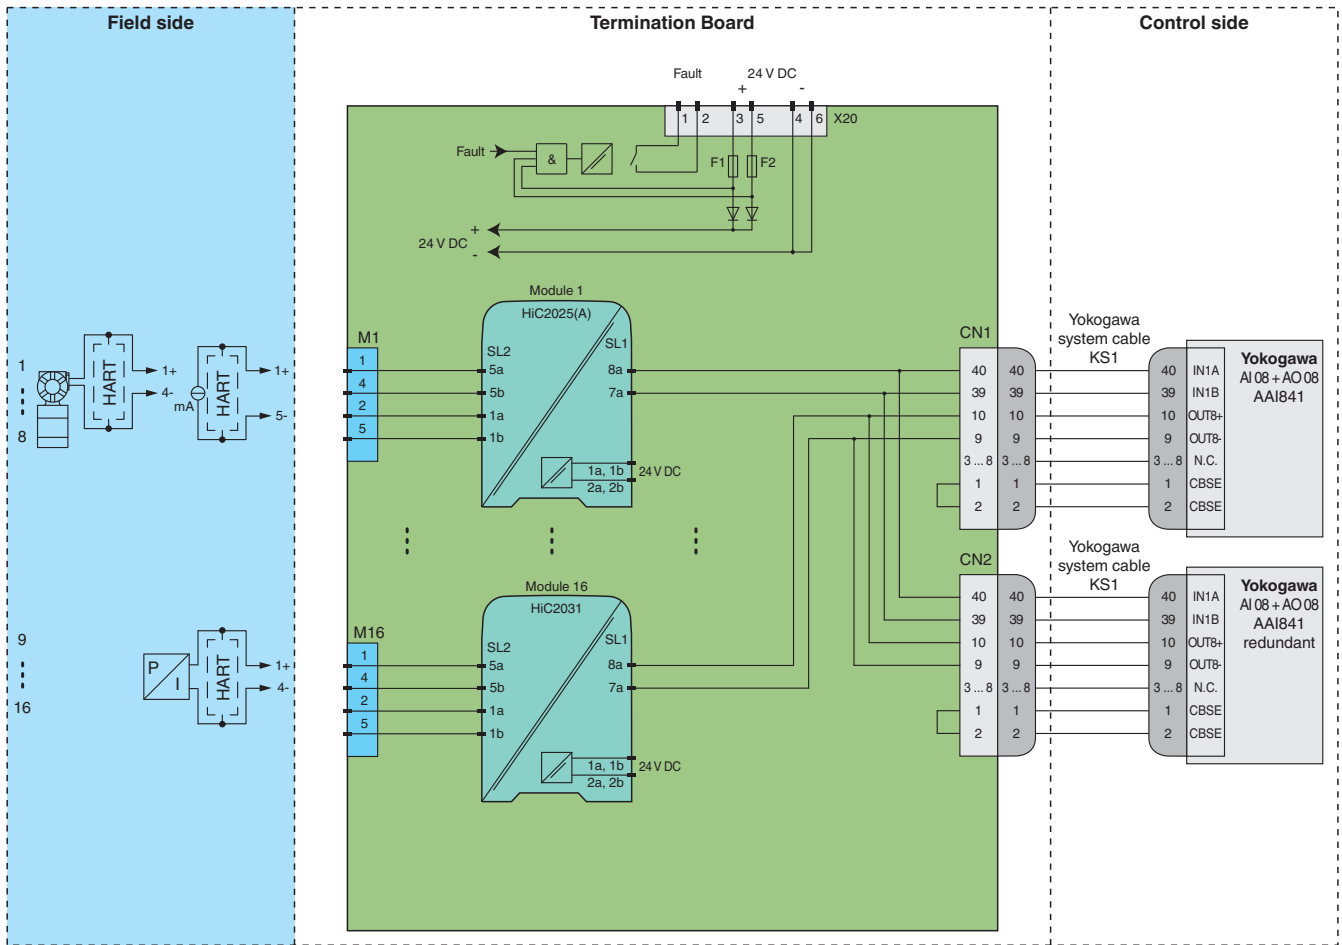 Field side
Termination Board
Control side
Fault
24 V DC
+
-
1
2
3
5
4
6
X20
Fault
&
F1
F2
+
24 V DC
-
Module 1
HiC2025(A)
M1
1
4
2
5
SL2
5a
5b
1a
1b
SL1
8a
7a
1a, 1b
2a, 2b
24 V DC
1
8
HART
1+
4-
mA
HART
1+
5-
CN1
40
39
10
9
3 ... 8
1
2
40
39
10
9
3 ... 8
1
2
Yokogawa
system cable
KS1
40
39
10
9
3 ... 8
1
2
IN1A
IN1B
OUT8+
OUT8-
N.C.
CBSE
CBSE
Yokogawa
AI 08 + AO 08
AAI841
Module 16
HiC2031
M16
1
4
2
5
SL2
5a
5b
1a
1b
SL1
8a
7a
1a, 1b
2a, 2b
24 V DC
9
16
P
I
HART
1+
4-
CN2
40
39
10
9
3 ... 8
1
2
40
39
10
9
3 ... 8
1
2
Yokogawa
system cable
KS1
40
39
10
9
3 ... 8
1
2
IN1A
IN1B
OUT8+
OUT8-
N.C.
CBSE
CBSE
Yokogawa
AI 08 + AO 08
AAI841
redundant